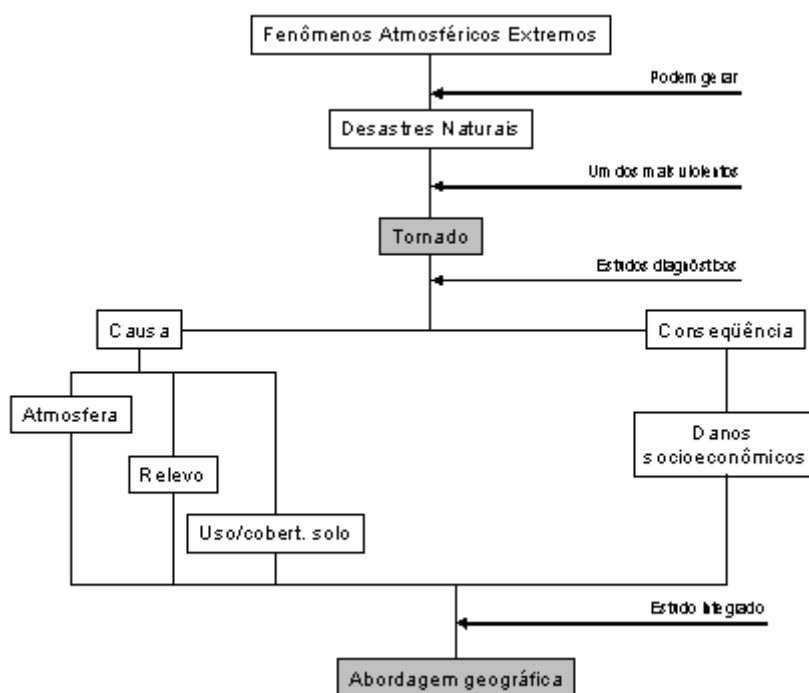 Fenômenos Atmosféricos Extremos
Podem gerar
Desastres Naturais
Um dos mais violentos
Tornado
Estudos diagnósticos
Causa
Conseqüência
Atmosfera
Danos
socioeconômicos
Relevo
Uso/cobert. solo
Estudo Integrado
Abordagem geográfica